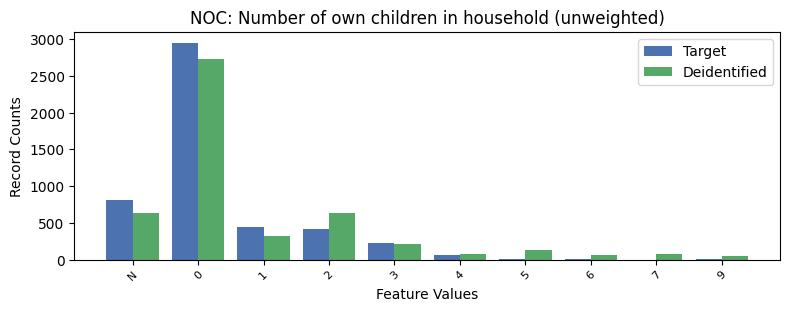 NOC: Number of own children in household (unweighted)
Target
Deidentified
Record Counts
3000
2500
2000
1500
1000
500
0
N 0 1 2 3 4 5 6 7 9
Feature Values